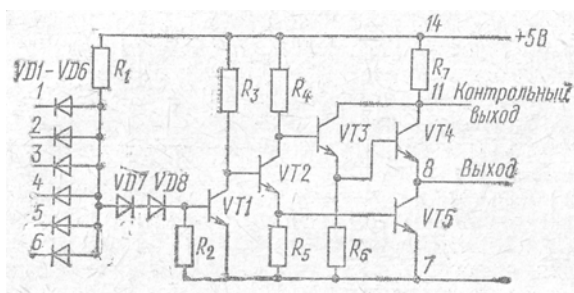 14
+5В
VD1-VD6
R1
R3
R4
R7
11 Контрольный
выход
1
2
3
4
5
6
VT3
VT4
VD7
VD8
VT2
8
Выход
VT1
VT5
R2
R5
R6
7